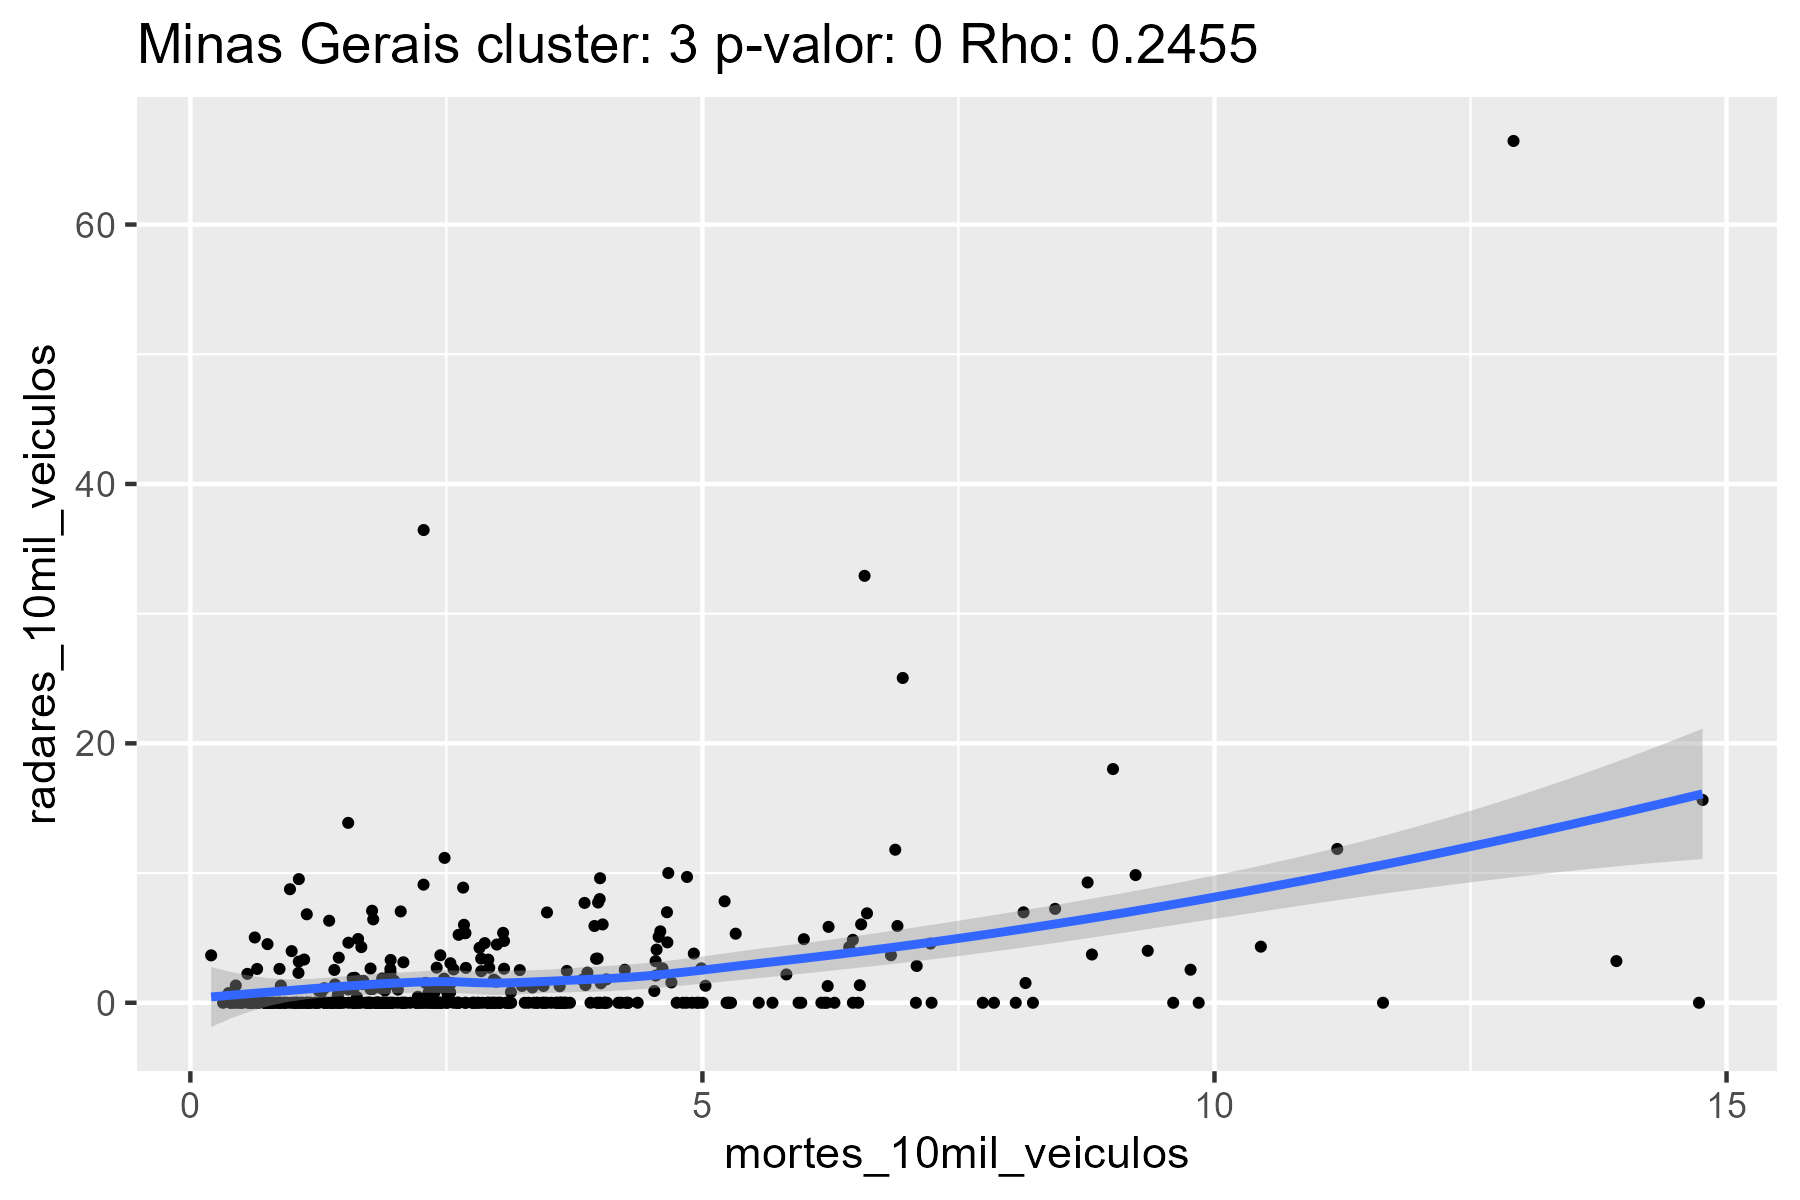 Minas Gerais cluster: 3 p-valor: 0 Rho: 0.2455
radares_10mil_veiculos
60
40
20
0
0 5 10 15
mortes_10mil_veiculos